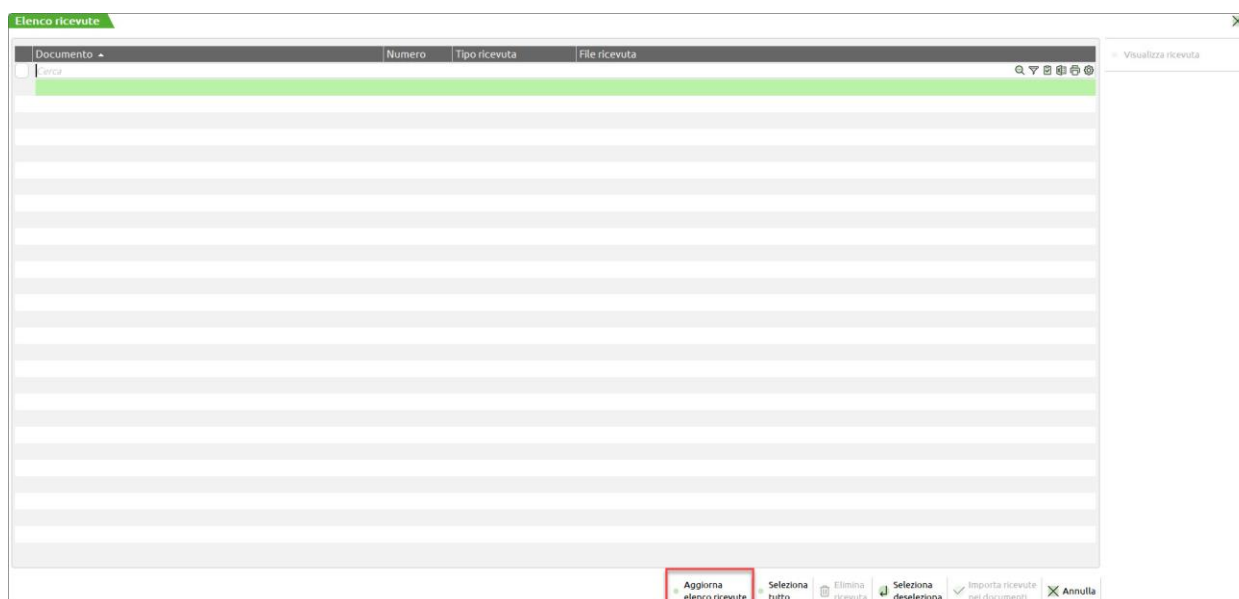 Elenco ricevute
Documento Numero Tipo ricevuta File ricevuta
Visualizza ricevuta
Cerca
Aggiorna
elenco ricevute
Seleziona
tutto
Elimina
ricevuta
Seleziona
deseleziona
Importa ricevute
nei documenti
Annulla